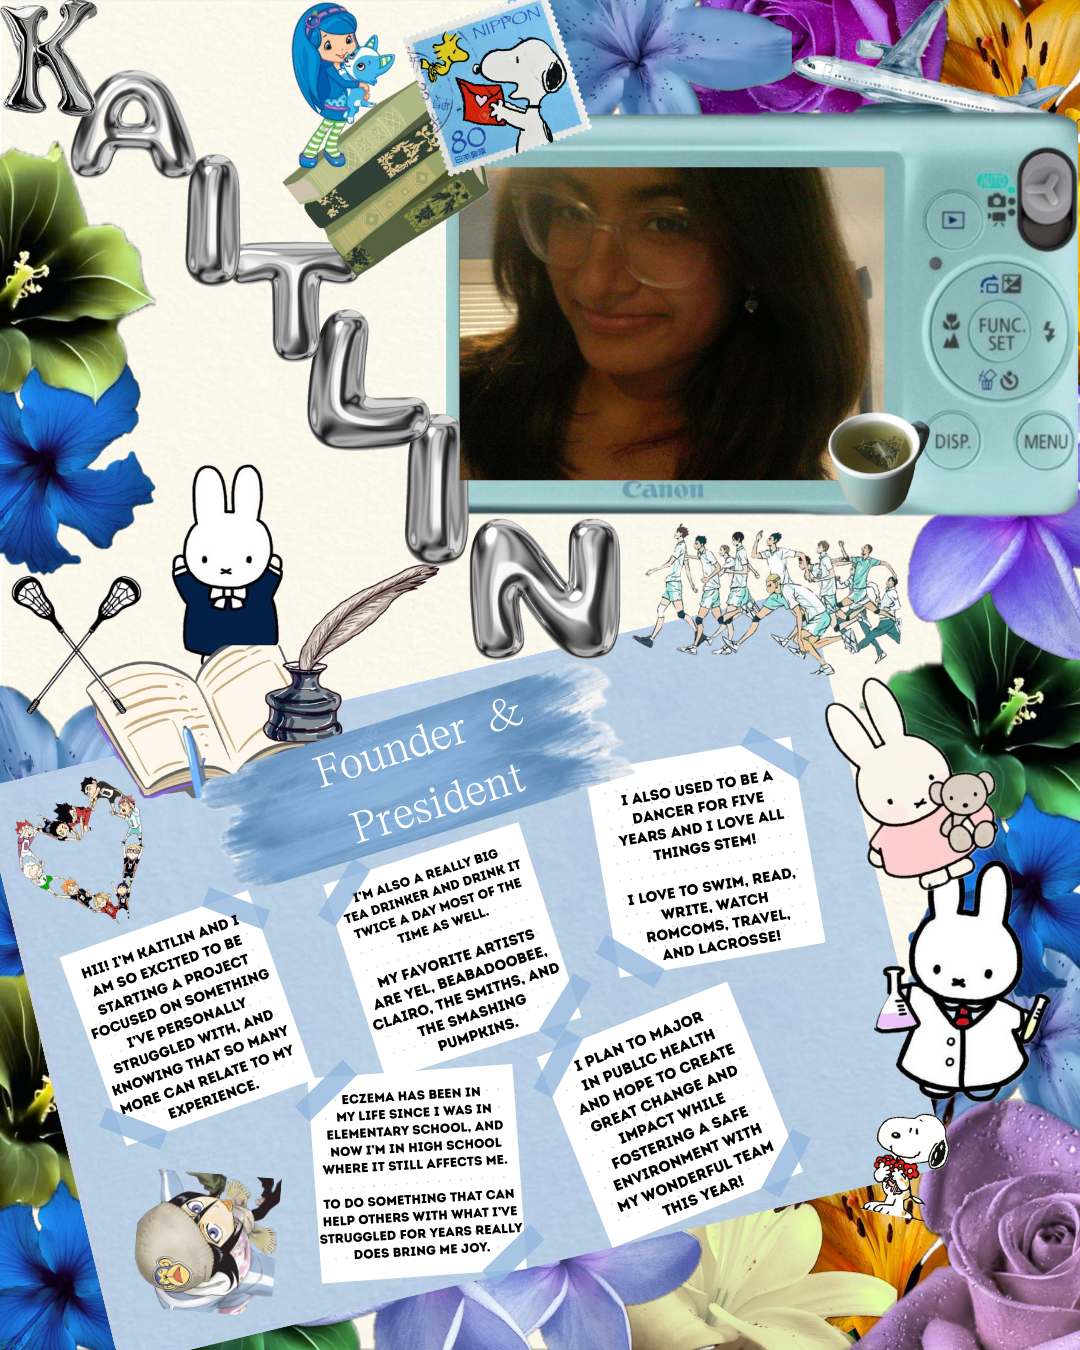 KAITLIN
NIPPON
80
日本郵便
AUTO
FUNC.
SET
DISP.
MENU
Canon
Founder &
President
I ALSO USED TO BE A
DANCER FOR FIVE
YEARS AND I LOVE ALL
THINGS STEM!
I LOVE TO SWIM, READ,
WRITE, WATCH
ROMCOMS, TRAVEL,
AND LACROSSE!
I'M ALSO A REALLY BIG
TEA DRINKER AND DRINK IT
TWICE A DAY MOST OF THE
TIME AS WELL.
MY FAVORITE ARTISTS
ARE YEL, BEABADOOBEE,
CLAIRO, THE SMITHS, AND
THE SMASHING
PUMPKINS.
HII! I'M KAITLIN AND I
AM SO EXCITED TO BE
STARTING A PROJECT
FOCUSED ON SOMETHING
I'VE PERSONALLY
STRUGGLED WITH, AND
KNOWING THAT SO MANY
MORE CAN RELATE TO MY
EXPERIENCE.
ECZEMA HAS BEEN IN
MY LIFE SINCE I WAS IN
ELEMENTARY SCHOOL, AND
NOW I'M IN HIGH SCHOOL
WHERE IT STILL AFFECTS ME.
TO DO SOMETHING THAT CAN
HELP OTHERS WITH WHAT I'VE
STRUGGLED FOR YEARS REALLY
DOES BRING ME JOY.
I PLAN TO MAJOR
IN PUBLIC HEALTH
AND HOPE TO CREATE
GREAT CHANGE AND
IMPACT WHILE
FOSTERING A SAFE
ENVIRONMENT WITH
MY WONDERFUL TEAM
THIS YEAR!